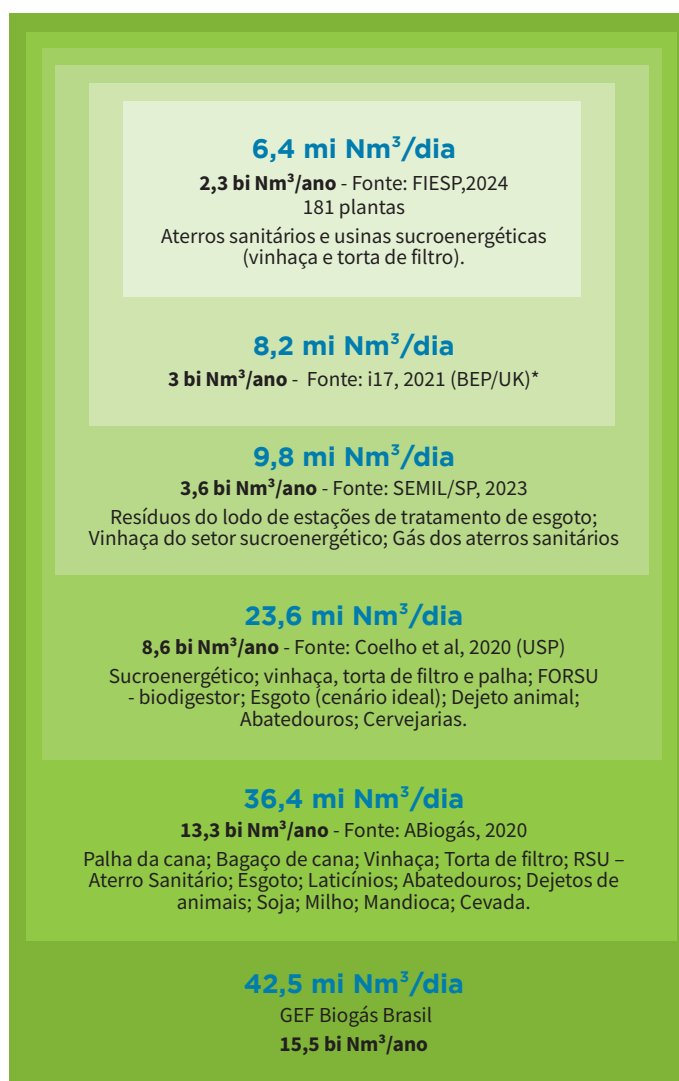 6,4 mi Nm³/dia
2,3 bi Nm³/ano - Fonte: FIESP,2024
181 plantas
Aterros sanitários e usinas sucroenergéticas
(vinhaça e torta de filtro).
8,2 mi Nm³/dia
3 bi Nm³/ano - Fonte: i17, 2021 (BEP/UK)*
9,8 mi Nm³/dia
3,6 bi Nm³/ano - Fonte: SEMIL/SP, 2023
Resíduos do lodo de estações de tratamento de esgoto;
Vinhaça do setor sucroenergético; Gás dos aterros sanitários
23,6 mi Nm³/dia
8,6 bi Nm³/ano - Fonte: Coelho et al, 2020 (USP)
Sucroenergético; vinhaça, torta de filtro e palha; FORSU
- biodigestor; Esgoto (cenário ideal); Dejeto animal;
Abatedouros; Cervejarias.
36,4 mi Nm³/dia
13,3 bi Nm³/ano - Fonte: ABiogás, 2020
Palha da cana; Bagaço de cana; Vinhaça; Torta de filtro; RSU –
Aterro Sanitário; Esgoto; Laticínios; Abatedouros; Dejetos de
animais; Soja; Milho; Mandioca; Cevada.
42,5 mi Nm³/dia
GEF Biogás Brasil
15,5 bi Nm³/ano